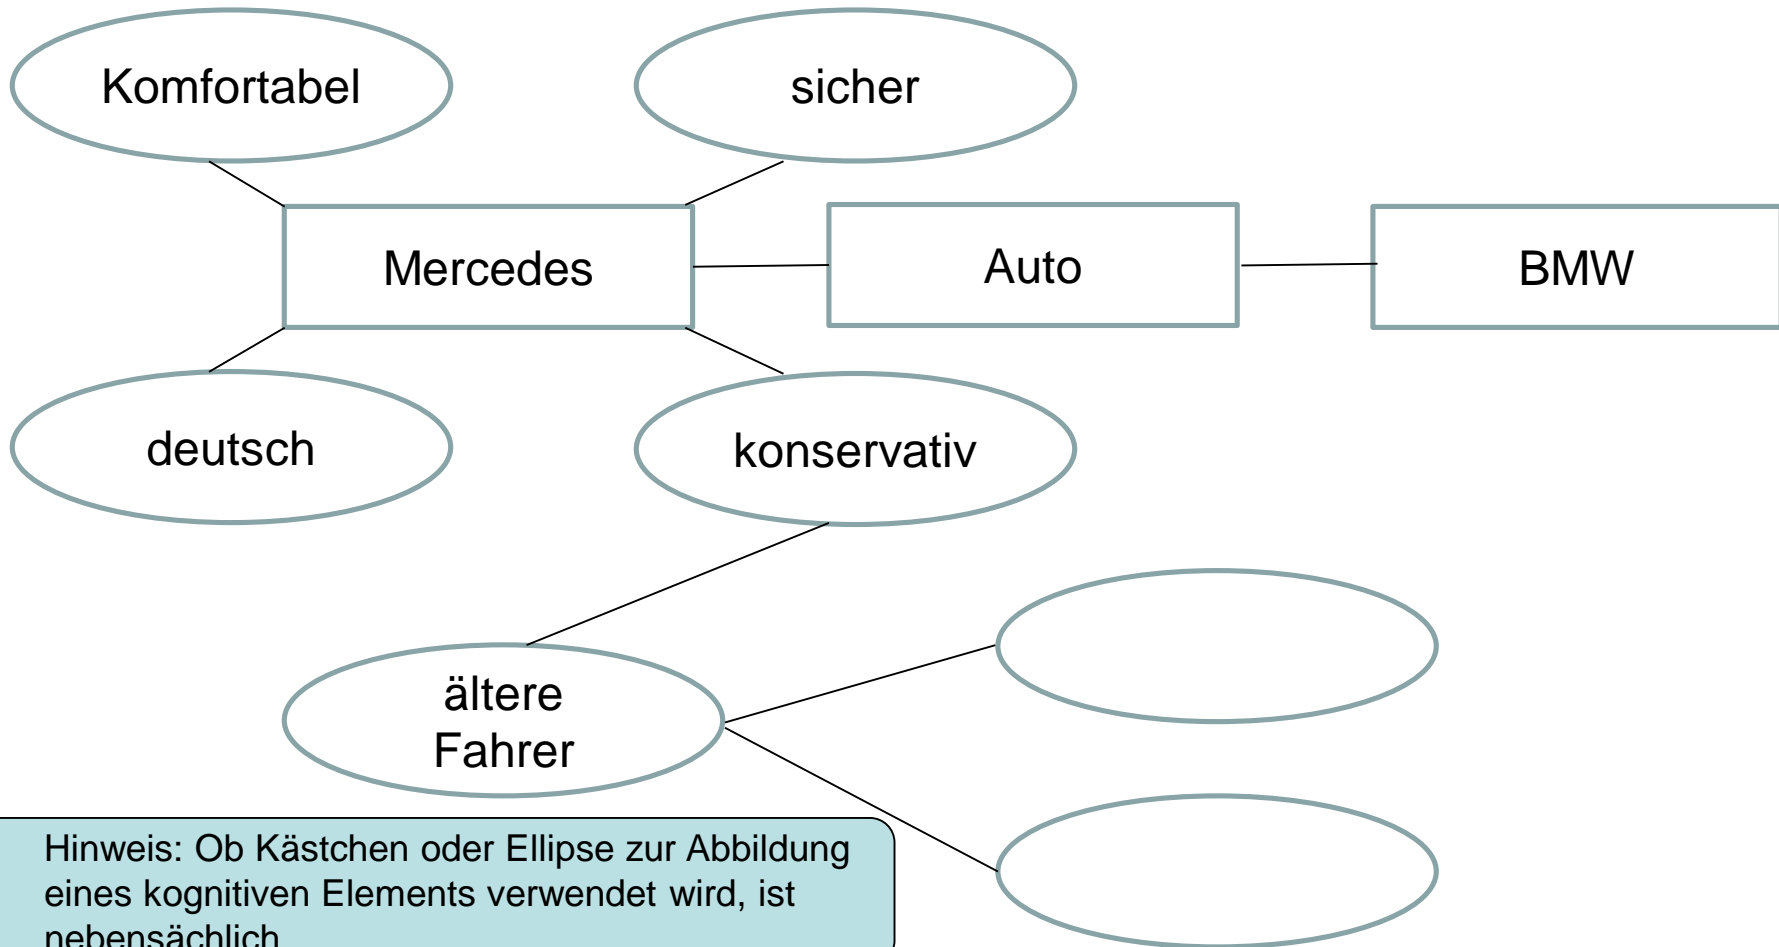 Komfortabel
sicher
Mercedes
Auto
BMW
deutsch
konservativ
ältere
Fahrer
Hinweis: Ob Kästchen oder Ellipse zur Abbildung
eines kognitiven Elements verwendet wird, ist
nebensächlich